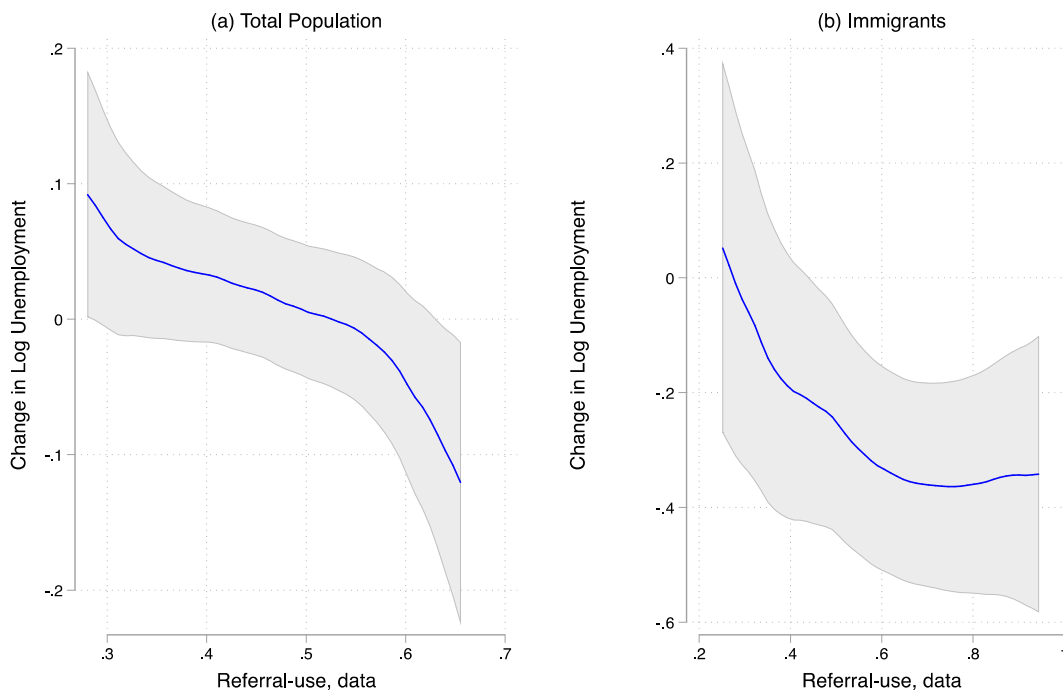 (a) Total Population
.2
.1
0
-.1
-.2
Change in Log Unemployment
.3 .4 .5 .6 .7
Referral-use, data
(b) Immigrants
.4
.2
0
-.2
-.4
-.6
Change in Log Unemployment
.2 .4 .6 .8 1
Referral-use, data